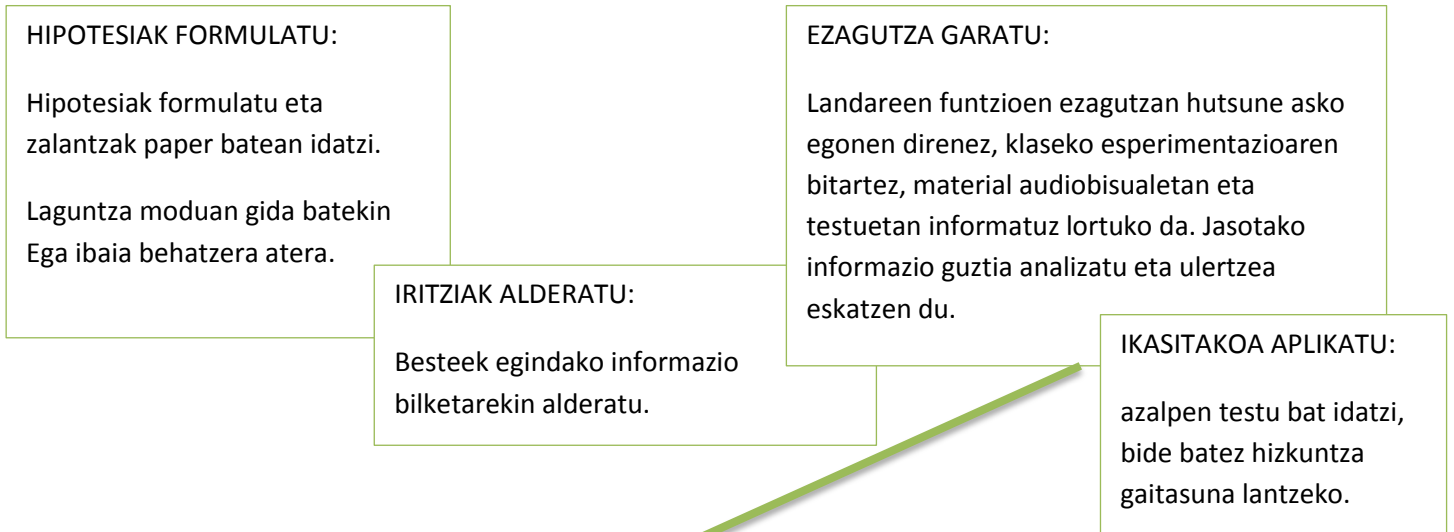 HIPOTESIAK FORMULATU:
Hipotesiak formulatu eta
zalantzak paper batean idatzi.
Laguntza moduan gida batekin
Ega ibaia behatzera atera.
IRITZIAK ALDERATU:
Besteek egindako informazio
bilketarekin alderatu.
EZAGUTZA GARATU:
Landareen funtzioen ezagutzan hutsune asko
egonen direnez, klaseko esperimentazioaren
bitartez, material audiobisualetan eta
testuetan informatuz lortuko da. Jasotako
informazio guztia analizatu eta ulertzea
eskatzen du.
IKASITAKOA APLIKATU:
azalpen testu bat idatzi,
bide batez hizkuntza
gaitasuna lantzeko.